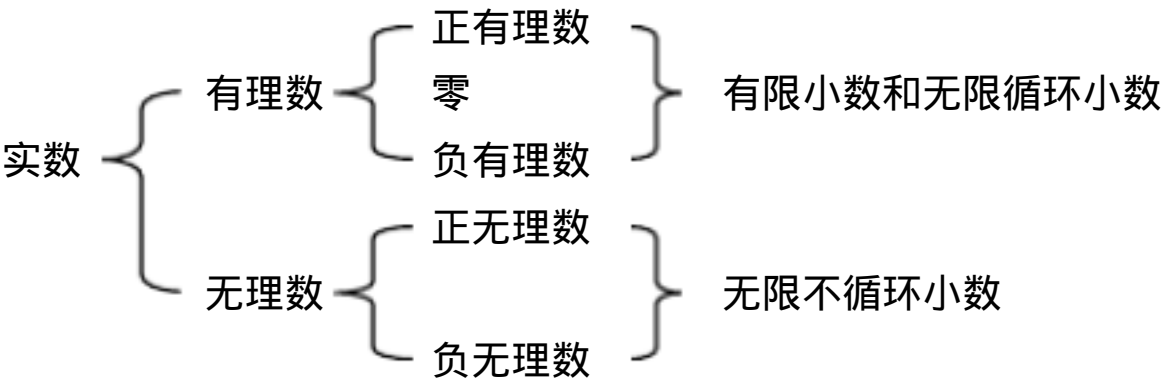 正有理数
有理数 零 有限小数和无限循环小数
实数 负有理数
正无理数
无理数 无限不循环小数
负无理数